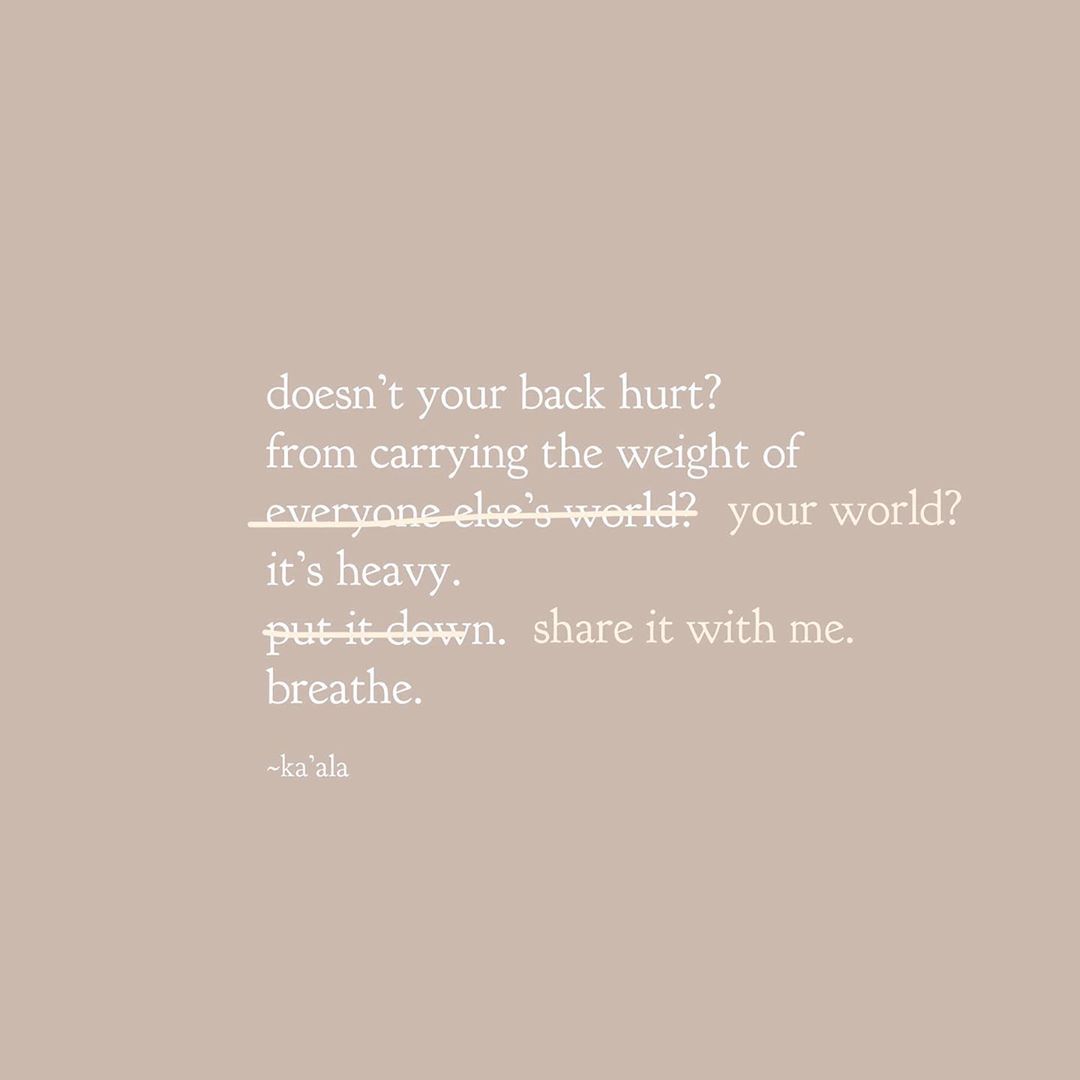 doesn't your back hurt?
from carrying the weight of
everyone else's world? your world?
it's heavy.
put it down. share it with me.
breathe.
~ka'ala